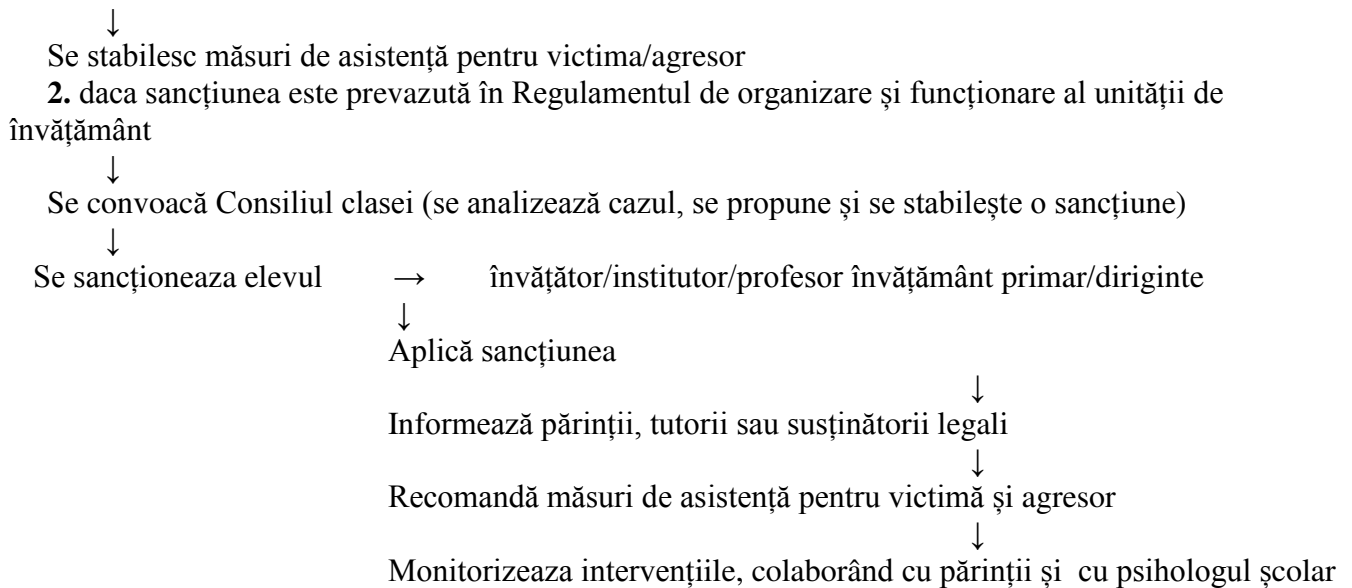 ↓
Se stabilesc măsuri de asistență pentru victima/agresor
2. daca sancțiunea este prevazută în Regulamentul de organizare și funcționare al unității de
învățământ
↓
Se convoacă Consiliul clasei (se analizează cazul, se propune și se stabilește o sancțiune)
↓
Se sancționeaza elevul → învățător/institutor/profesor învățământ primar/diriginte
↓
Aplică sancțiunea
↓
Informează părinții, tutorii sau susținătorii legali
↓
Recomandă măsuri de asistență pentru victimă și agresor
↓
Monitorizeaza intervențiile, colaborând cu părinții și cu psihologul școlar